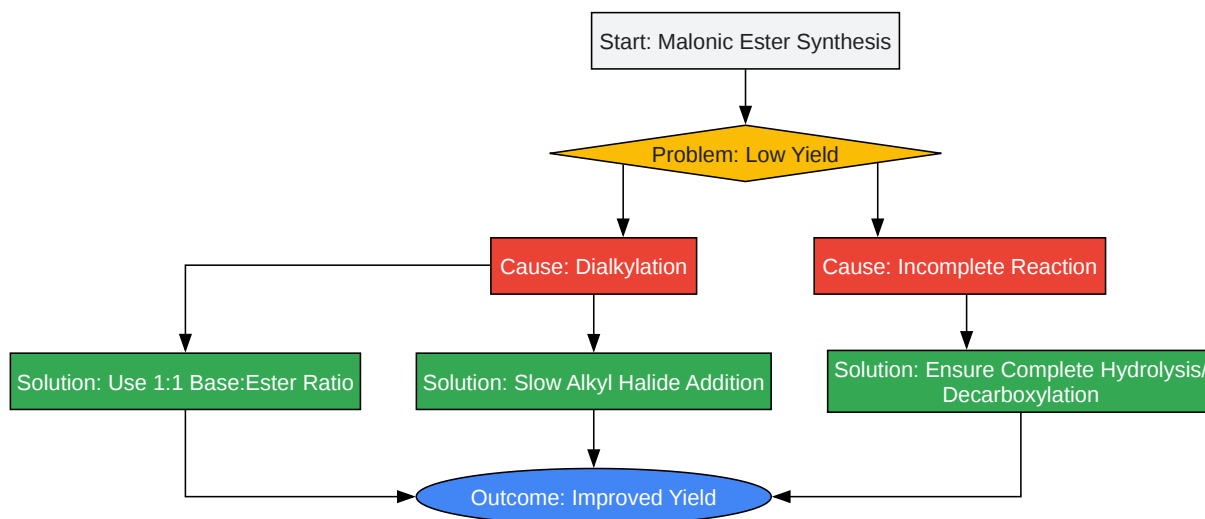 Start: Malonic Ester Synthesis
Problem: Low Yield
Cause: Dialkylation
Cause: Incomplete Reaction
Solution: Use 1:1 Base:Ester Ratio
Solution: Slow Alkyl Halide Addition
Solution: Ensure Complete Hydrolysis/
Decarboxylation
Outcome: Improved Yield